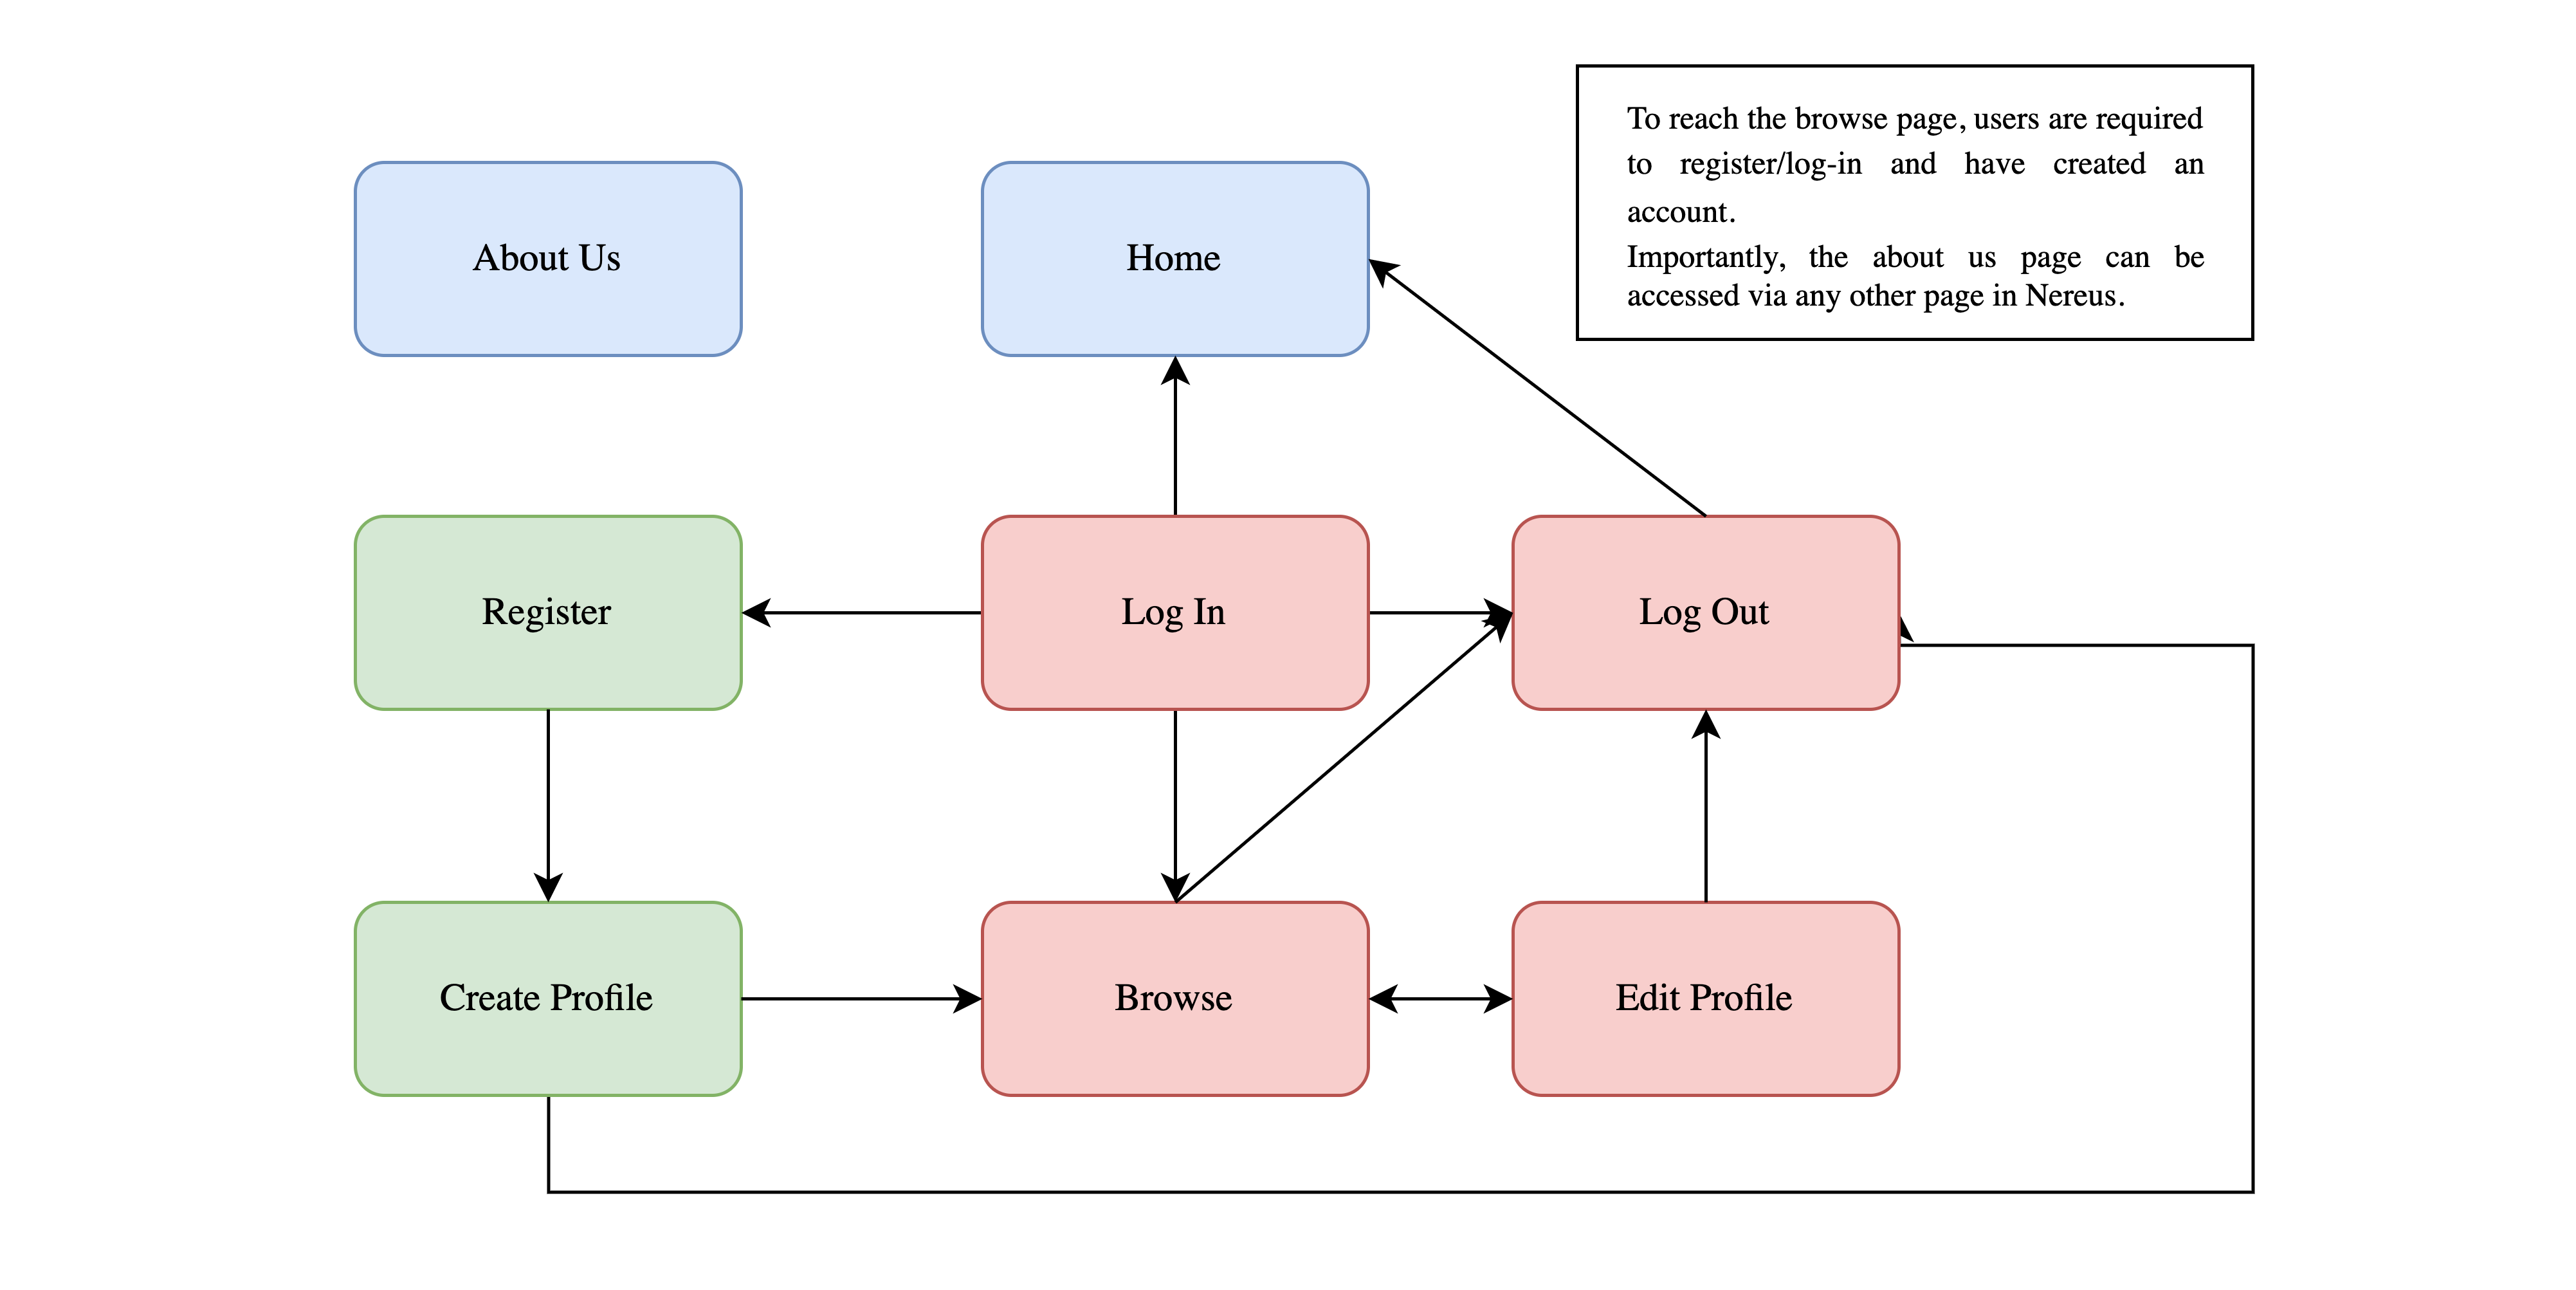 To reach the browse page, users are required
to register/log-in and have created an
account.
Importantly, the about us page can be
accessed via any other page in Nereus.
About Us
Home
Register
Log In
Log Out
Create Profile
Browse
Edit Profile